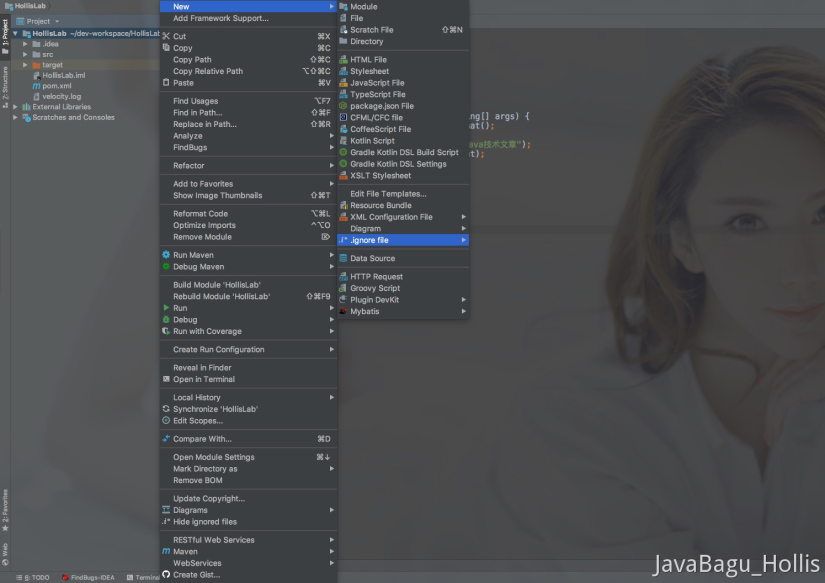 HollisLab
Project
1: Project
HollisLab ~/dev-workspace/HollisLab
.idea
src
target
HollisLab.iml
pom.xml
velocity.log
External Libraries
Scratches and Consoles
Z: Structure
2: Favorites
Web
6: TODO
FindBugs-IDEA
Termina
New
Add Framework Support...
Cut ⌘X
Copy ⌘C
Copy Path ⇧⌘C
Copy Relative Path ⌥⇧⌘C
Paste ⌘V
Find Usages ⌥F7
Find in Path... ⇧⌘F
Replace in Path... ⇧⌘R
Analyze
FindBugs
Refactor
Add to Favorites
Show Image Thumbnails ⇧⌘T
Reformat Code ⌥⌘L
Optimize Imports ^⌥O
Remove Module ⌦
Run Maven
Debug Maven
Build Module 'HollisLab'
Rebuild Module 'HollisLab' ⇧⌘F9
Run
Debug
Run with Coverage
Create Run Configuration
Reveal in Finder
Open in Terminal
Local History
Synchronize 'HollisLab'
Edit Scopes...
Compare With... ⌘D
Open Module Settings ⌘↓
Mark Directory as
Remove BOM
Update Copyright...
Diagrams
.i* Hide ignored files
RESTful Web Services
Maven
WebServices
Create Gist...
Module
File
Scratch File ⇧⌘N
Directory
HTML File
Stylesheet
JavaScript File
TypeScript File
package.json File
CFML/CFC file
CoffeeScript File
Kotlin Script
Gradle Kotlin DSL Build Script
Gradle Kotlin DSL Settings
XSLT Stylesheet
Edit File Templates...
Resource Bundle
XML Configuration File
Diagram
.i* .ignore file
Data Source
HTTP Request
Groovy Script
Plugin DevKit
Mybatis
ng[] args) {
at();
ava技术文章");
t);
JavaBagu_Hollis